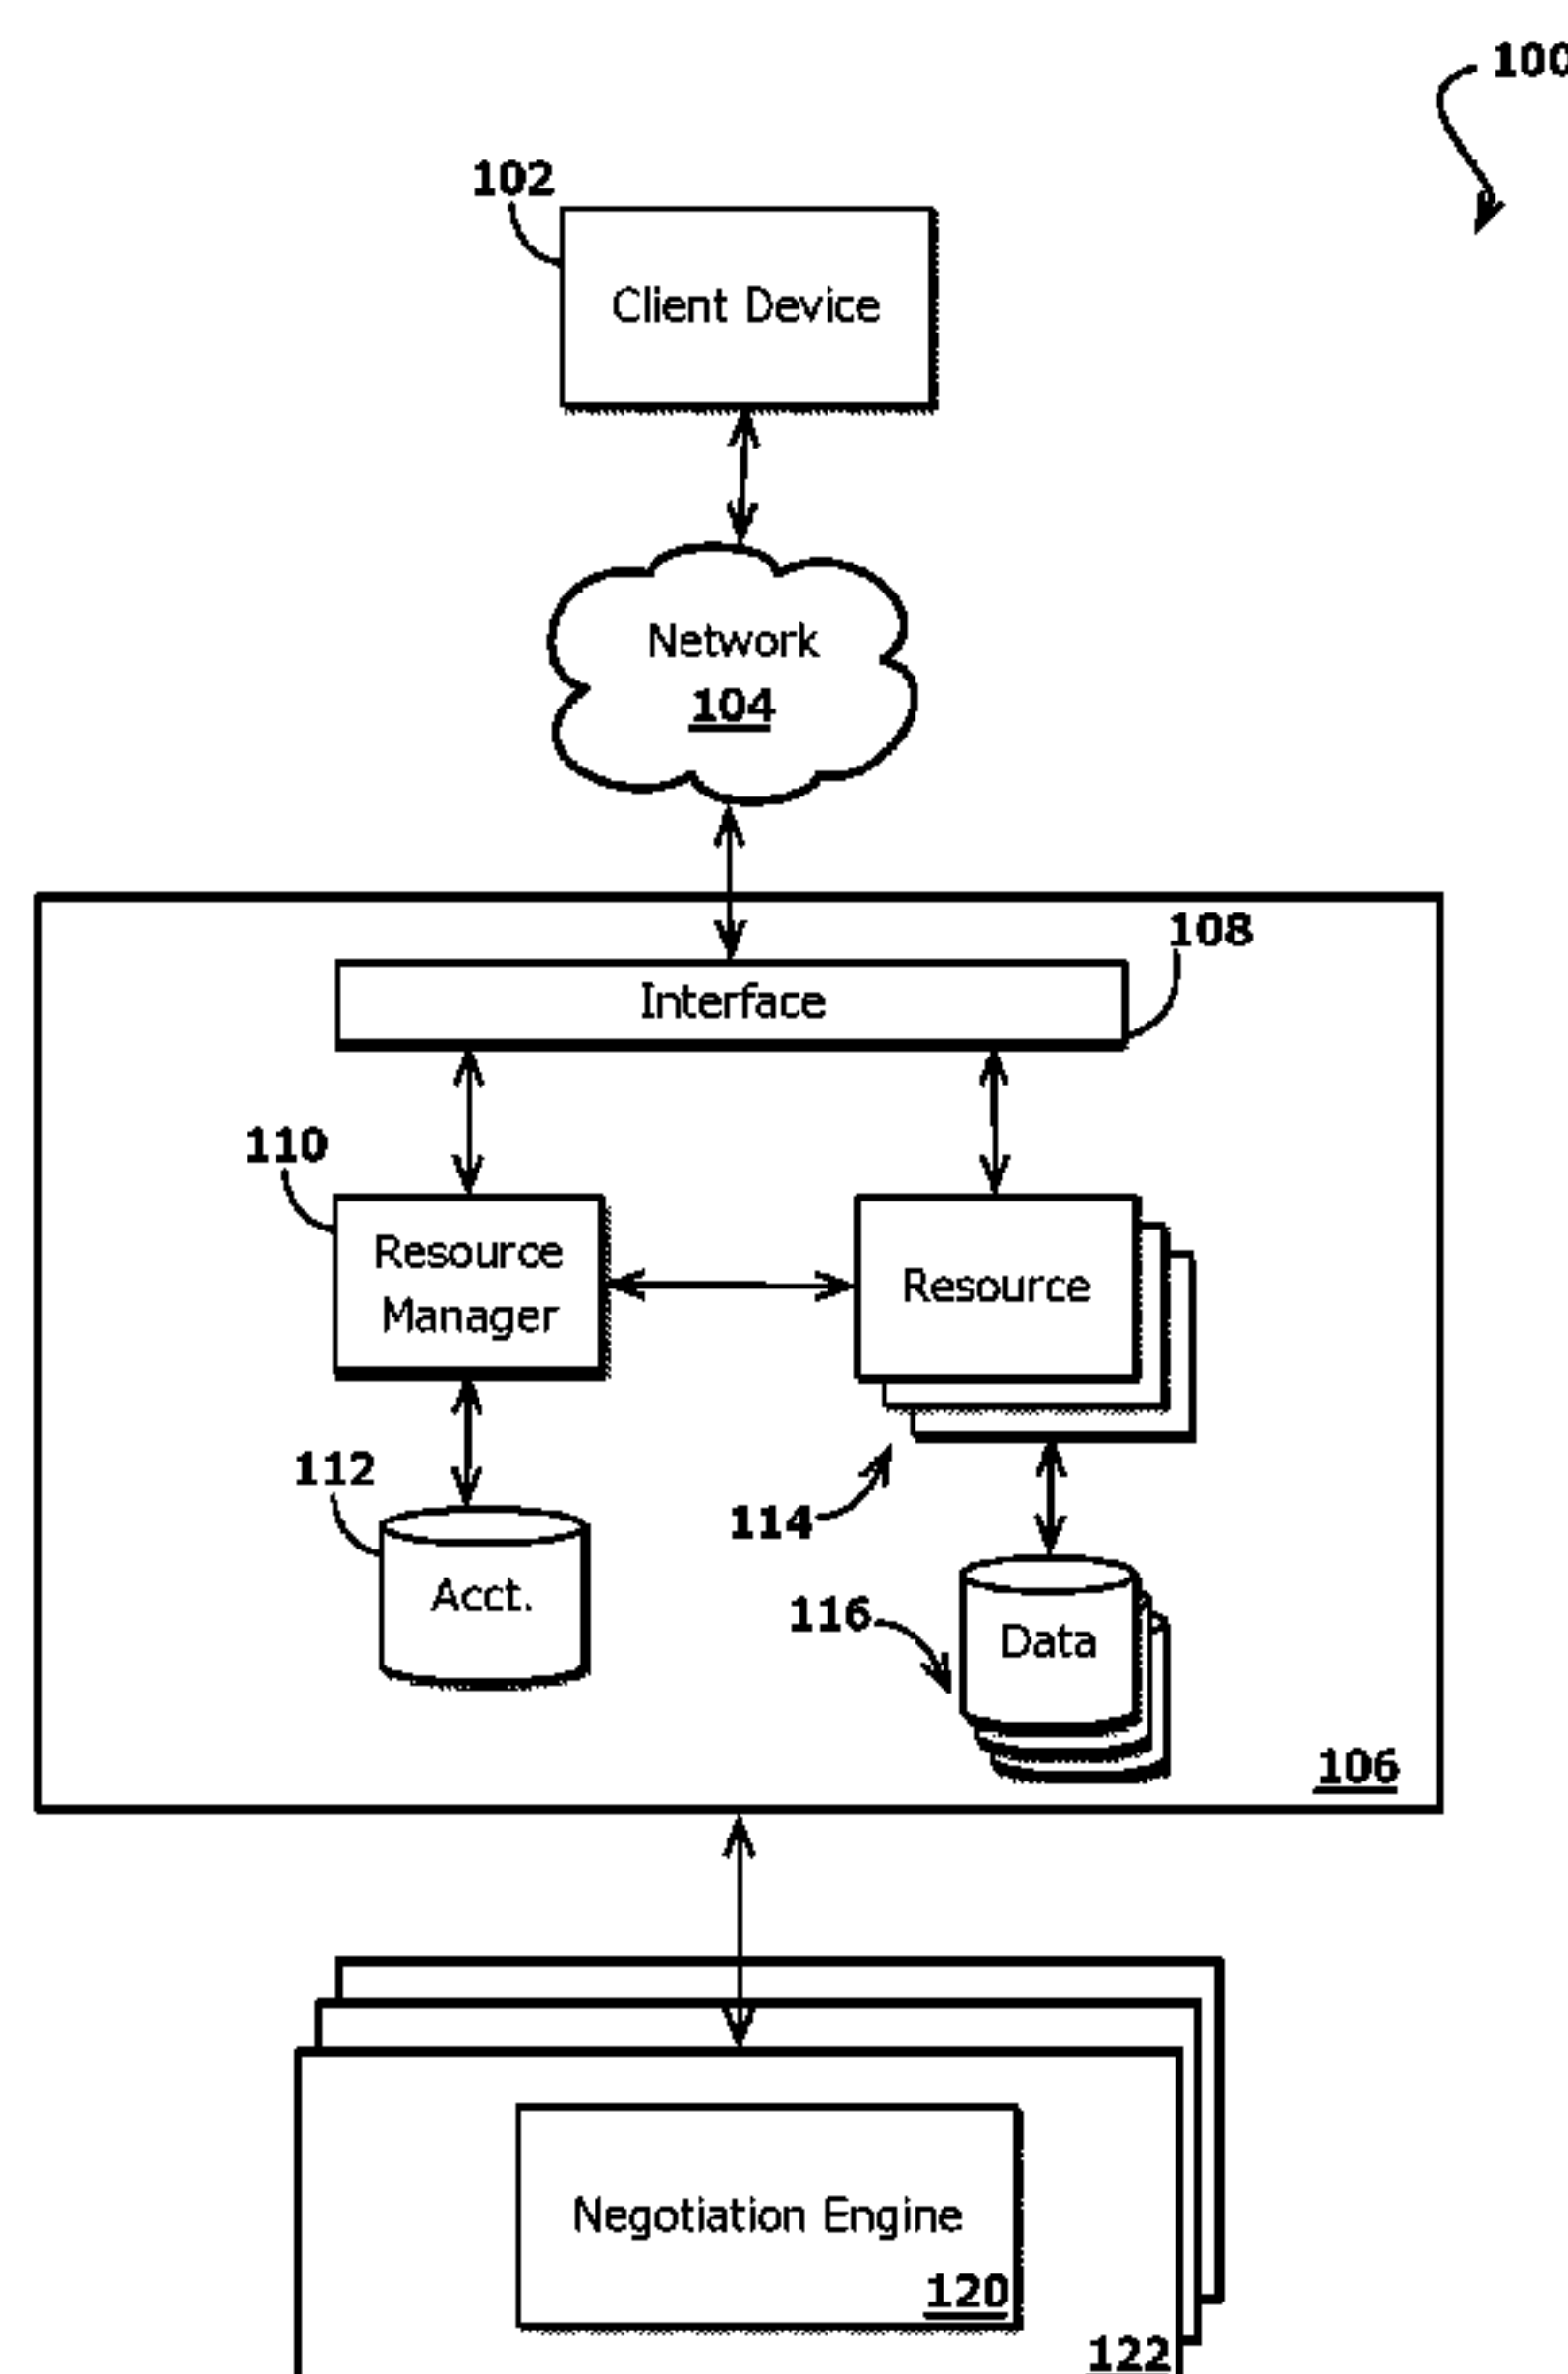 100
102
Client Device
Network
104
108
Interface
110
Resource
Manager
Resource
112
114
Acct.
116
Data
106
Negotiation Engine
120
122